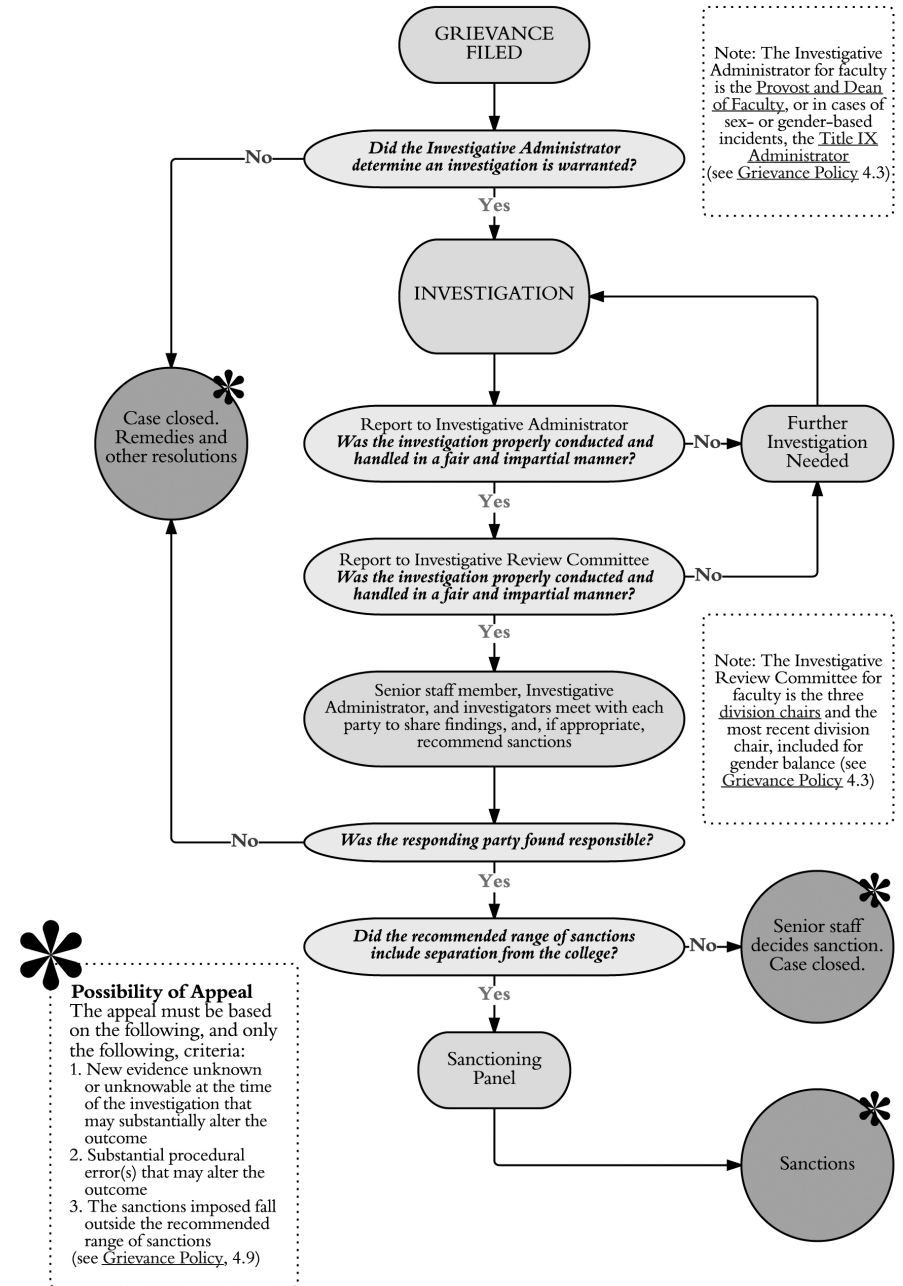 GRIEVANCE
FILED
Note: The Investigative
Administrator for faculty
is the Provost and Dean
of Faculty, or in cases of
sex- or gender-based
incidents, the Title IX
Administrator
(see Grievance Policy 4.3)
Did the Investigative Administrator
determine an investigation is warranted?
No
Yes
INVESTIGATION
Case closed.
Remedies and
other resolutions
*
Report to Investigative Administrator
Was the investigation properly conducted and
handled in a fair and impartial manner?
No
Further
Investigation
Needed
Yes
Report to Investigative Review Committee
Was the investigation properly conducted and
handled in a fair and impartial manner?
No
Yes
Note: The Investigative
Review Committee for
faculty is the three
division chairs and the
most recent division
chair, included for
gender balance (see
Grievance Policy 4.3)
Senior staff member, Investigative
Administrator, and investigators meet with each
party to share findings, and, if appropriate,
recommend sanctions
Was the responding party found responsible?
No
Yes
Did the recommended range of sanctions
include separation from the college?
No
Senior staff
decides sanction.
Case closed.
*
Yes
Sanctioning
Panel
Sanctions
*
*
Possibility of Appeal
The appeal must be based
on the following, and only
the following, criteria:
1. New evidence unknown
or unknowable at the time
of the investigation that
may substantially alter the
outcome
2. Substantial procedural
error(s) that may alter the
outcome
3. The sanctions imposed fall
outside the recommended
range of sanctions
(see Grievance Policy, 4.9)